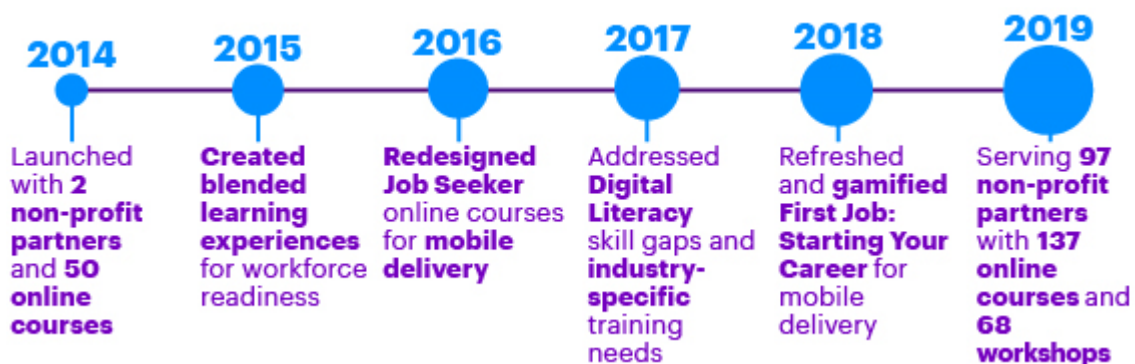 2014
Launched
with 2
non-profit
partners
and 50
online
courses
2015
Created
blended
learning
experiences
for workforce
readiness
2016
Redesigned
Job Seeker
online courses
for mobile
delivery
2017
Addressed
Digital
Literacy
skill gaps and
industry-
specific
training
needs
2018
Refreshed
and gamified
First Job:
Starting Your
Career for
mobile
delivery
2019
Serving 97
non-profit
partners
with 137
online
courses and
68
workshops